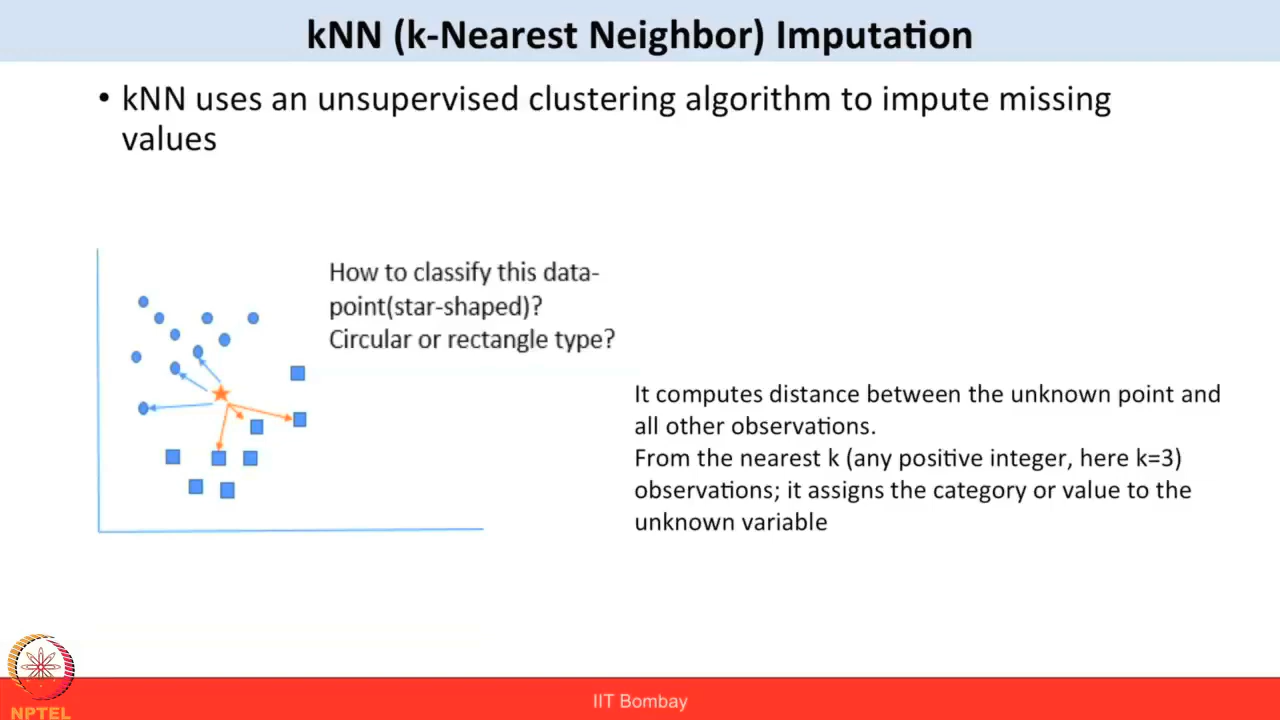 kNN (k-Nearest Neighbor) Imputation
• kNN uses an unsupervised clustering algorithm to impute missing
values
How to classify this data-
point(star-shaped)?
Circular or rectangle type?
It computes distance between the unknown point and
all other observations.
From the nearest k (any positive integer, here k=3)
observations; it assigns the category or value to the
unknown variable
IIT Bombay
NPTEL